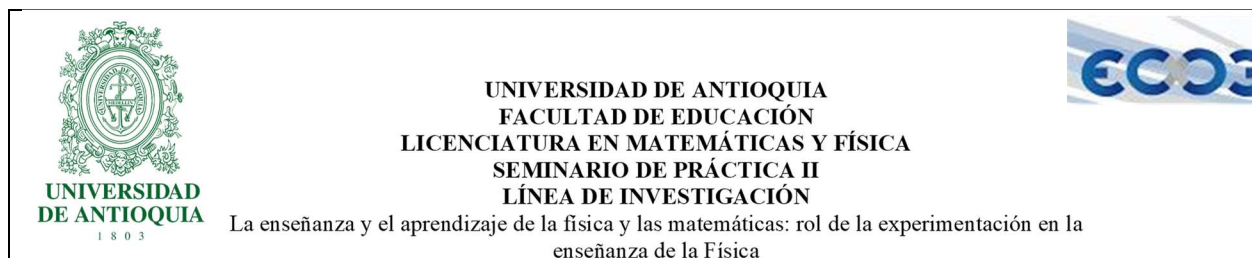 UNIVERSIDAD DE ANTIOQUIA
FACULTAD DE EDUCACIÓN
LICENCIATURA EN MATEMÁTICAS Y FÍSICA
SEMINARIO DE PRÁCTICA II
LÍNEA DE INVESTIGACIÓN
La enseñanza y el aprendizaje de la física y las matemáticas: rol de la experimentación en la
enseñanza de la Física
UNIVERSIDAD
DE ANTIOQUIA
1803